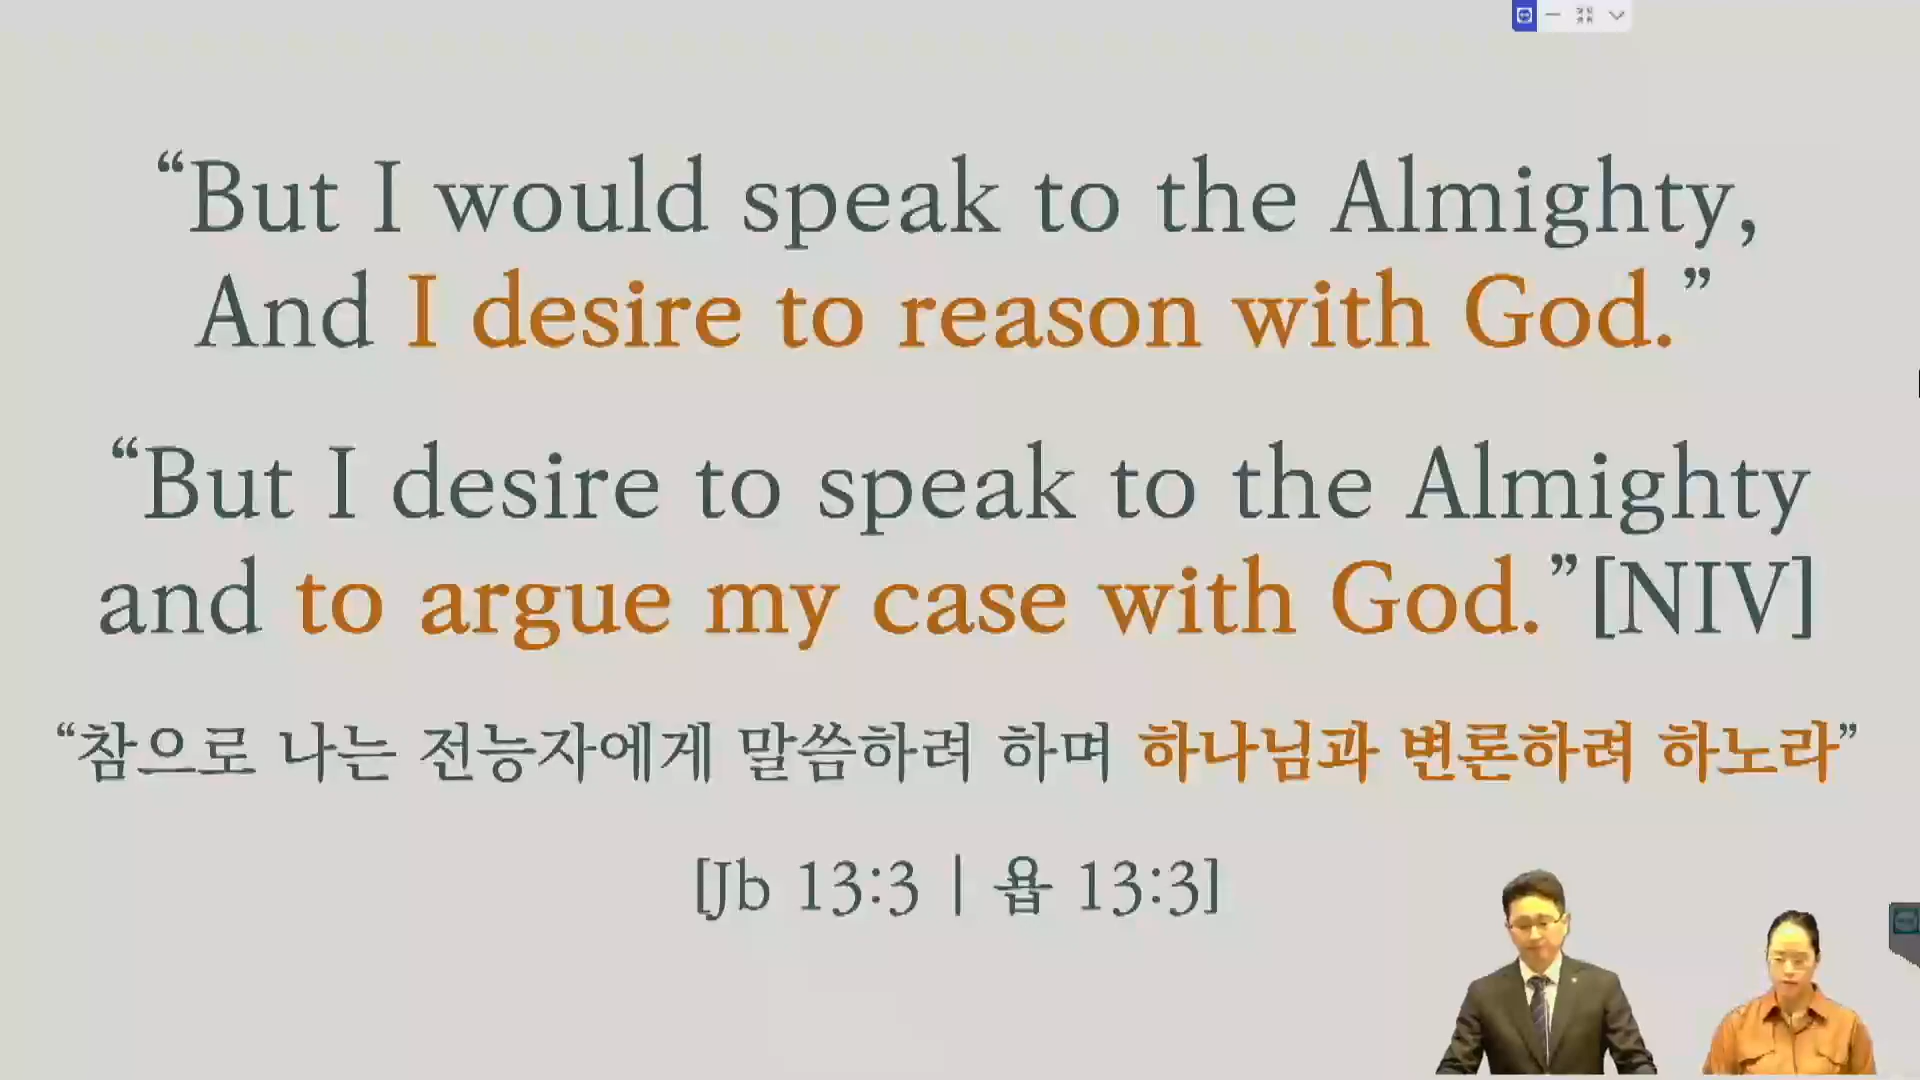 “But I would speak to the Almighty,
And I desire to reason with God.”
“But I desire to speak to the Almighty
and to argue my case with God.”[NIV]
“참으로 나는 전능자에게 말씀하려 하며 하나님과 변론하려 하노라”
[Jb 13:3 | 욥 13:3]